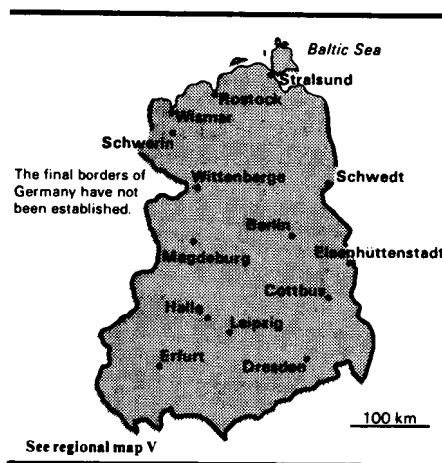 Baltic Sea
Stralsund
Rostock
Wismar
Schwerin
The final borders of
Germany have not
been established.
Wittenberge
Schwedt
Berlin
Magdeburg
Eisenhüttenstadt
Cottbus
Halle
Leipzig
Erfurt
Dresden
100 km
See regional map V